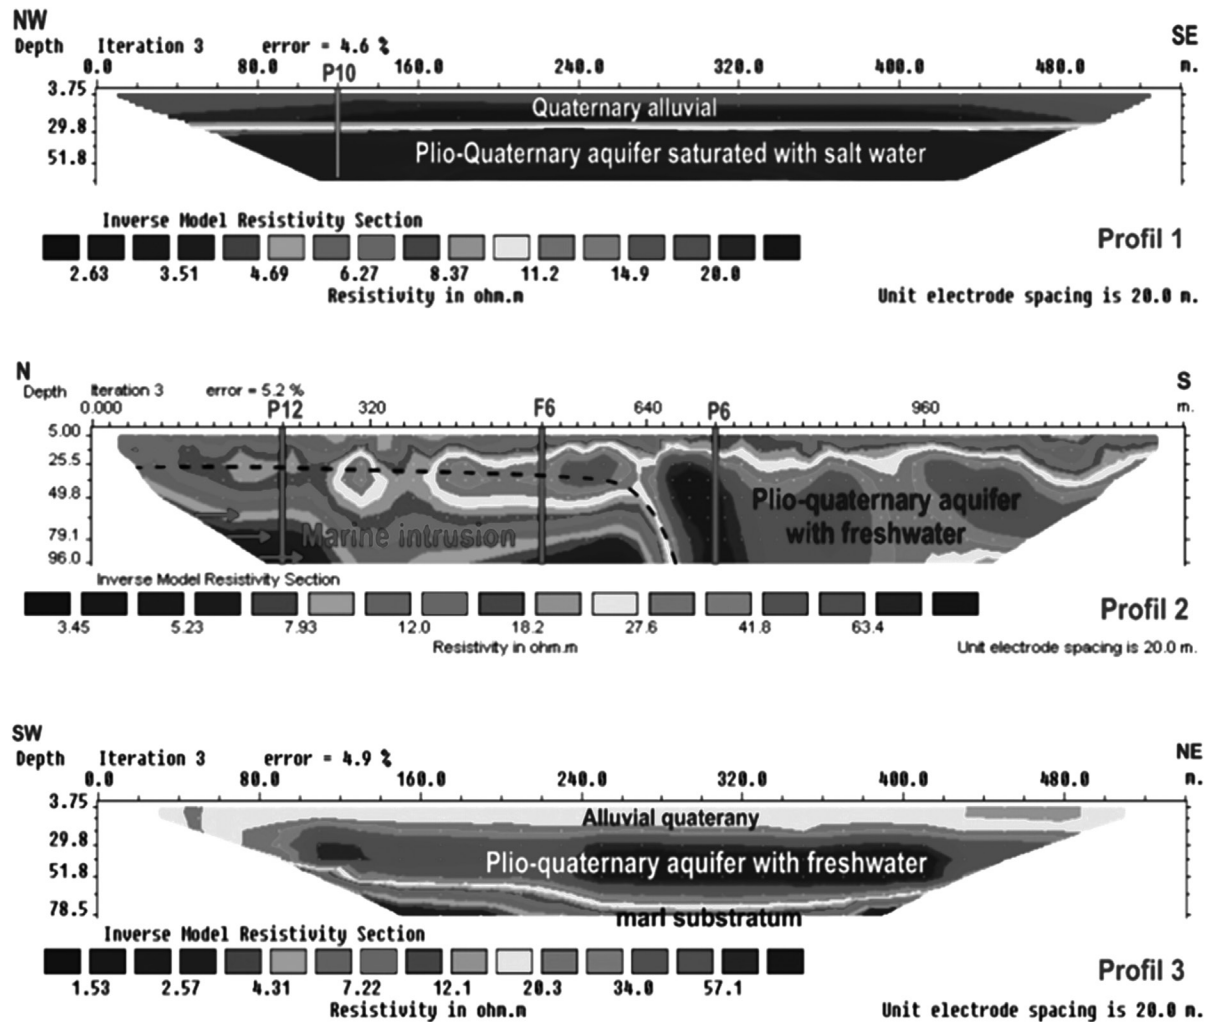 NW
SE
Depth Iteration 3 error = 4.6 %
0.0 80.0 P10 160.0 240.0 320.0 400.0 480.0 m.
3.75
Quaternary alluvial
29.8
Plio-Quaternary aquifer saturated with salt water
51.8
Inverse Model Resistivity Section
Profil 1
2.63 3.51 4.69 6.27 8.37 11.2 14.9 20.0
Resistivity in ohm.m
Unit electrode spacing is 20.0 m.
N
S
Depth Iteration 3 error = 5.2 %
0.000 P12 320 F6 640 P6 960 m.
5.00
25.5
49.8
Plio-quaternary aquifer
with freshwater
79.1
Marine intrusion
96.0
Inverse Model Resistivity Section
Profil 2
3.45 5.23 7.93 12.0 18.2 27.6 41.8 63.4
Resistivity in ohm.m
Unit electrode spacing is 20.0 m.
SW
NE
Depth Iteration 3 error = 4.9 %
0.0 80.0 160.0 240.0 320.0 400.0 480.0 m.
3.75
Alluvial quaterany
29.8
Plio-quaternary aquifer with freshwater
51.8
78.5
marl substratum
Inverse Model Resistivity Section
Profil 3
1.53 2.57 4.31 7.22 12.1 20.3 34.0 57.1
Resistivity in ohm.m
Unit electrode spacing is 20.0 m.